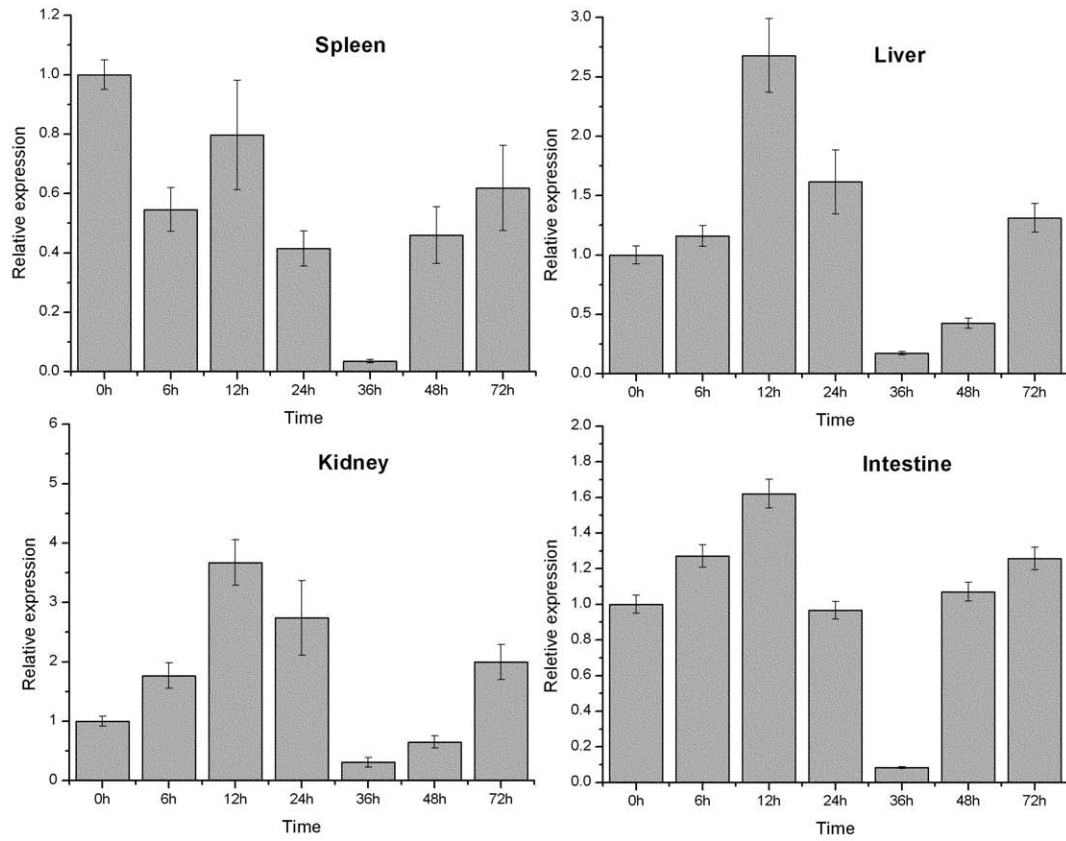 Spleen
Relative expression
1.2
1.0
0.8
0.6
0.4
0.2
0.0
0h 6h 12h 24h 36h 48h 72h
Time
Liver
Relative expression
3.0
2.5
2.0
1.5
1.0
0.5
0.0
0h 6h 12h 24h 36h 48h 72h
Time
Kidney
Relative expression
6
5
4
3
2
1
0
0h 6h 12h 24h 36h 48h 72h
Time
Intestine
Reletive expression
2.0
1.8
1.6
1.4
1.2
1.0
0.8
0.6
0.4
0.2
0.0
0h 6h 12h 24h 36h 48h 72h
Time